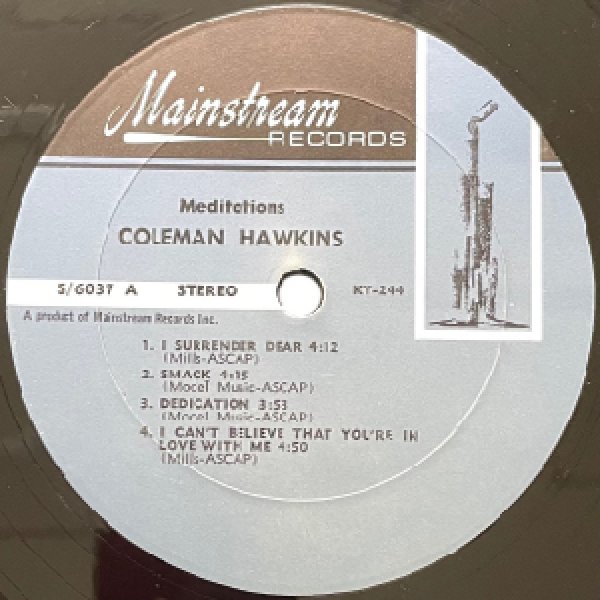 Mainstream
RECORDS
Meditations
COLEMAN HAWKINS
S/6037 A STEREO KT-244
A product of Mainstream Records Inc.
1. I SURRENDER DEAR 4:12
(Mills-ASCAP)
2. SMACK 4:15
(Mocel Music-ASCAP)
3. DEDICATION 3:53
(Mocel Music-ASCAP)
4. I CAN'T BELIEVE THAT YOU'RE IN
LOVE WITH ME 4:50
(Mills-ASCAP)